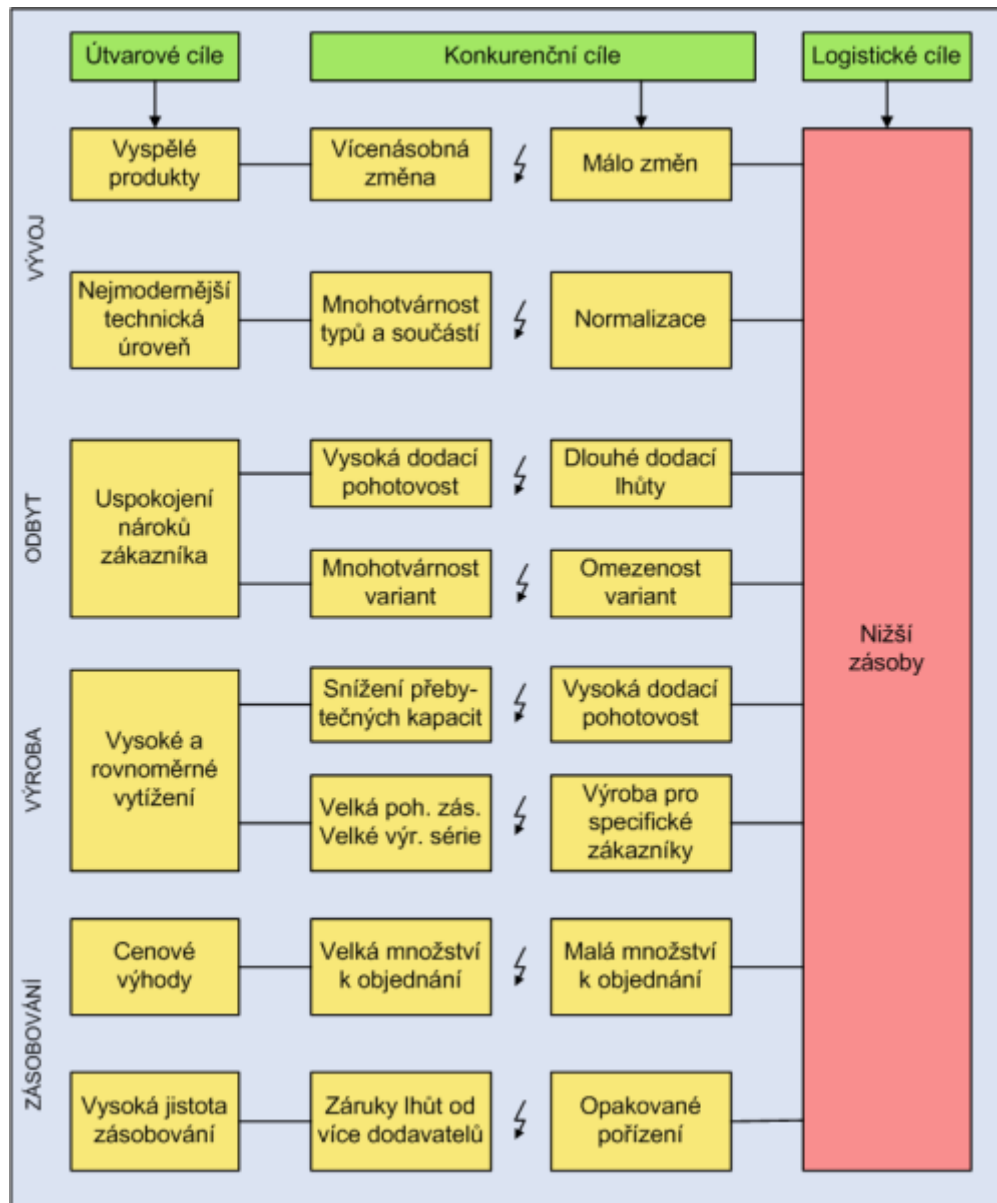 Útvarové cíle
Konkurenční cíle
Logistické cíle
VÝVOJ
Vyspělé
produkty
Vícenásobná
změna
Málo změn
Nejmodernější
technická
úroveň
Mnohotvárnost
typů a součástí
Normalizace
ODBYT
Uspokojení
nároků
zákazníka
Vysoká dodací
pohotovost
Dlouhé dodací
lhůty
Mnohotvárnost
variant
Omezenost
variant
Nižší
zásoby
VÝROBA
Vysoké a
rovnoměrné
vytížení
Snížení přeby-
tečných kapacit
Vysoká dodací
pohotovost
Velká poh. zás.
Velké výr. série
Výroba pro
specifické
zákazníky
ZÁSOBOVÁNÍ
Cenové
výhody
Velká množství
k objednání
Malá množství
k objednání
Vysoká jistota
zásobování
Záruky lhůt od
více dodavatelů
Opakované
pořízení